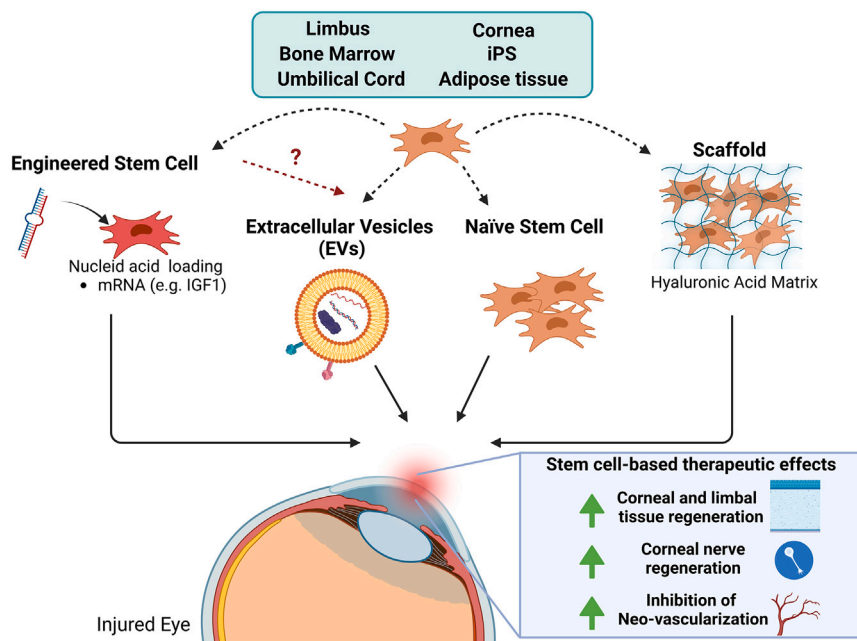 Limbus
Bone Marrow
Umbilical Cord
Cornea
iPS
Adipose tissue
Engineered Stem Cell
?
Scaffold
Extracellular Vesicles
(EVs)
Naïve Stem Cell
Nucleid acid loading
• mRNA (e.g. IGF1)
Hyaluronic Acid Matrix
Stem cell-based therapeutic effects
Corneal and limbal
tissue regeneration
Corneal nerve
regeneration
Inhibition of
Neo-vascularization
Injured Eye